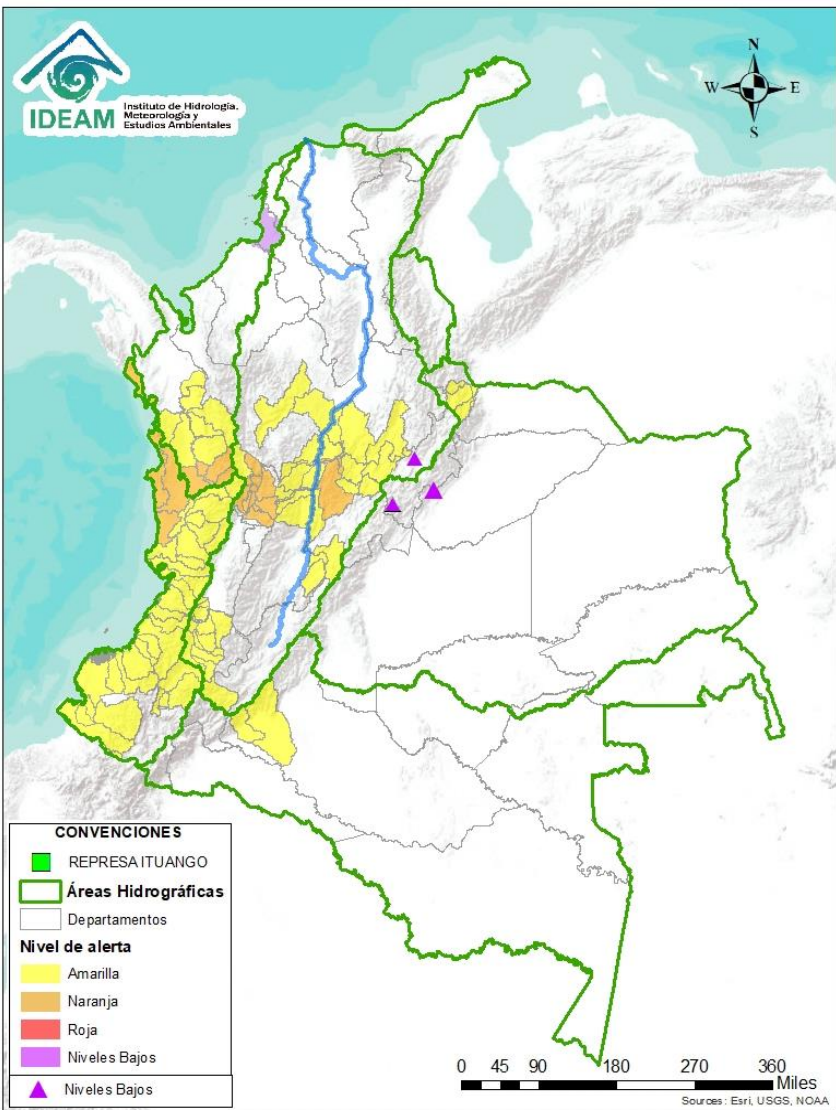 IDEAM
Instituto de Hidrología,
Meteorología y
Estudios Ambientales
N
W
E
S
CONVENCIONES
REPRESA ITUANGO
Áreas Hidrográficas
Departamentos
Nivel de alerta
Amarilla
Naranja
Roja
Niveles Bajos
Niveles Bajos
0 45 90 180 270 360
Miles
Sources: Esri, USGS, NOAA